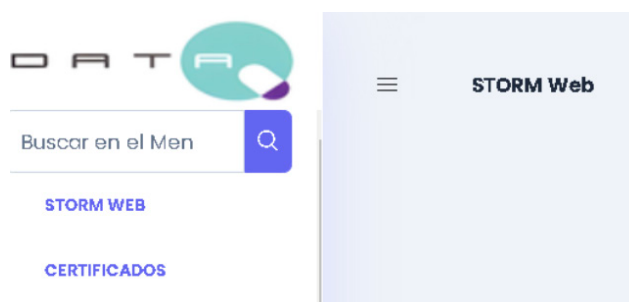 DATA
STORM Web
Buscar en el Men
STORM WEB
CERTIFICADOS